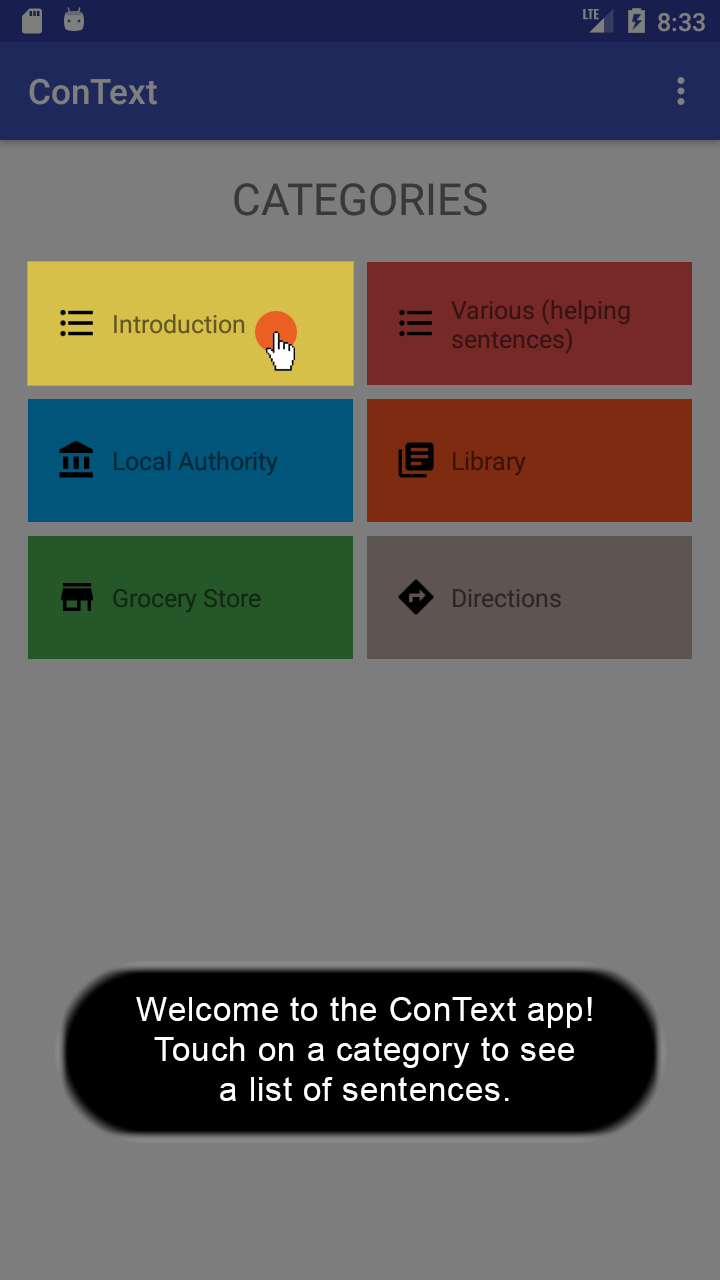 LTE 8:33
ConText
CATEGORIES
Introduction
Various (helping
sentences)
Local Authority
Library
Grocery Store
Directions
Welcome to the ConText app!
Touch on a category to see
a list of sentences.